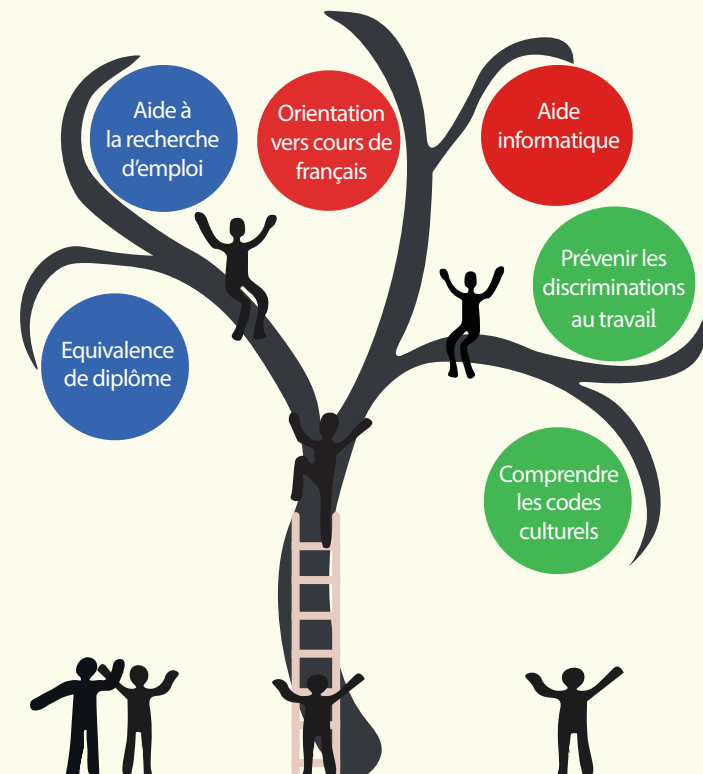 Aide à
la recherche
d'emploi
Orientation
vers cours de
français
Aide
informatique
Prévenir les
discriminations
au travail
Equivalence
de diplôme
Comprendre
les codes
culturels